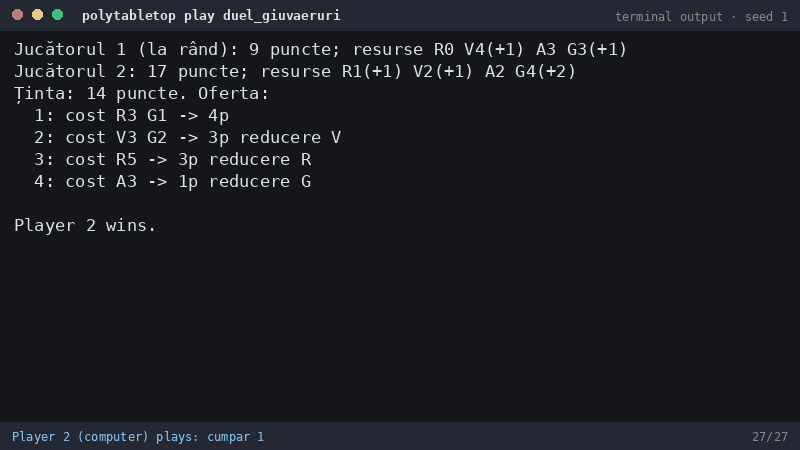 polytabletop play duel_giuvaeruri
terminal output · seed 1
Jucătorul 1 (la rând): 9 puncte; resurse R0 V4(+1) A3 G3(+1)
Jucătorul 2: 17 puncte; resurse R1(+1) V2(+1) A2 G4(+2)
Ținta: 14 puncte. Oferta:
1: cost R3 G1 -> 4p
2: cost V3 G2 -> 3p reducere V
3: cost R5 -> 3p reducere R
4: cost A3 -> 1p reducere G
Player 2 wins.
Player 2 (computer) plays: cumpar 1
27/27